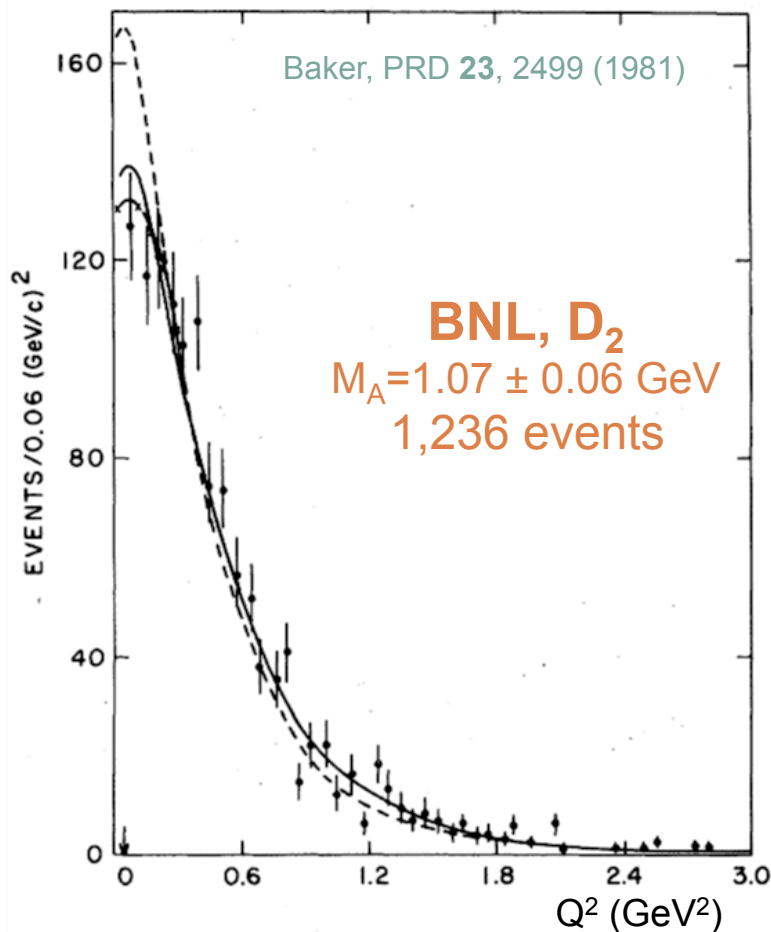 Baker, PRD 23, 2499 (1981)
BNL, D₂
M_A=1.07 ± 0.06 GeV
1,236 events
EVENTS/0.06 (GeV/c)²
160
120
80
40
0
0 0.6 1.2 1.8 2.4 3.0
Q² (GeV²)